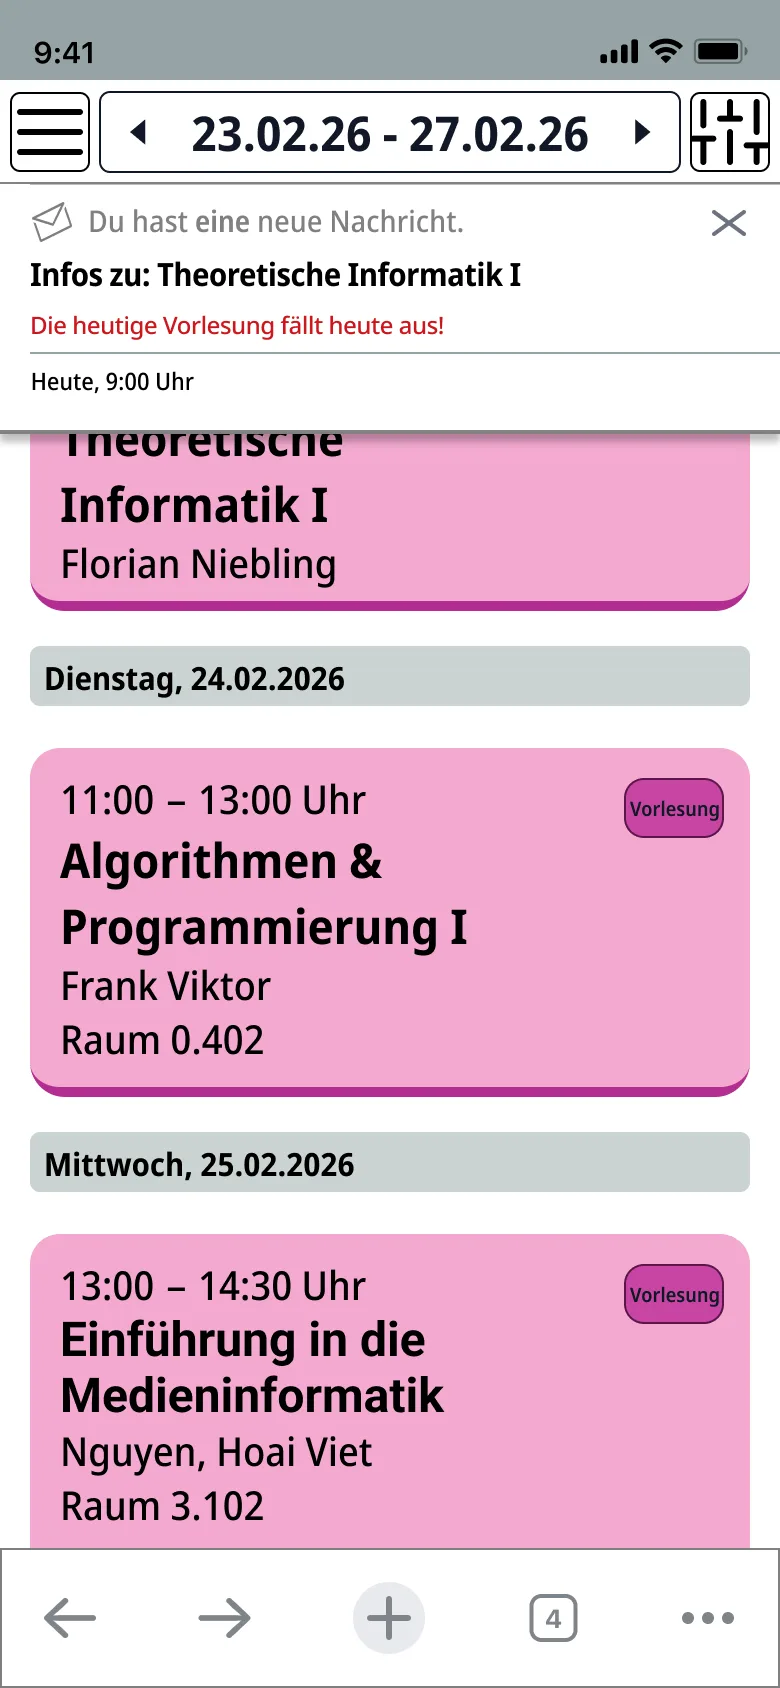 9:41
23.02.26 - 27.02.26
Du hast eine neue Nachricht.
Infos zu: Theoretische Informatik I
Die heutige Vorlesung fällt heute aus!
Heute, 9:00 Uhr
Theoretische
Informatik I
Florian Niebling
Dienstag, 24.02.2026
11:00 – 13:00 Uhr
Vorlesung
Algorithmen &
Programmierung I
Frank Viktor
Raum 0.402
Mittwoch, 25.02.2026
13:00 – 14:30 Uhr
Vorlesung
Einführung in die
Medieninformatik
Nguyen, Hoai Viet
Raum 3.102
4